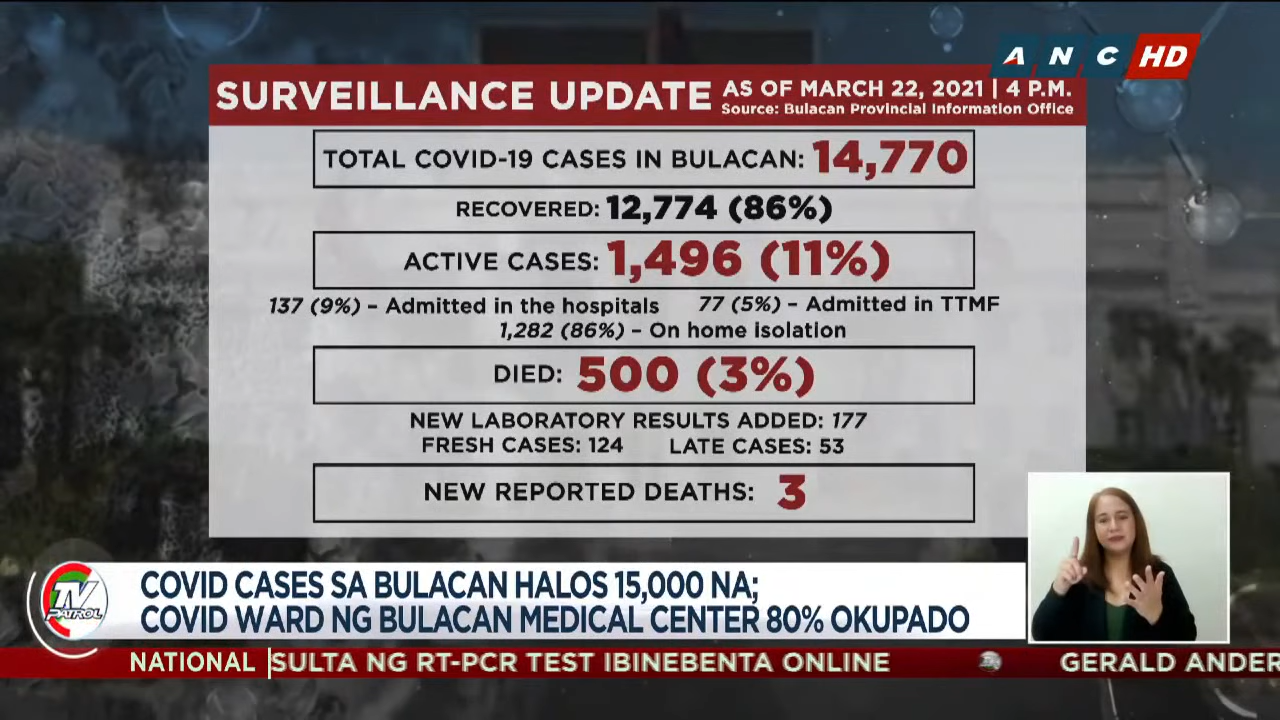 ANC HD
SURVEILLANCE UPDATE
AS OF MARCH 22, 2021 | 4 P.M.
Source: Bulacan Provincial Information Office
TOTAL COVID-19 CASES IN BULACAN: 14,770
RECOVERED: 12,774 (86%)
ACTIVE CASES: 1,496 (11%)
137 (9%) – Admitted in the hospitals 77 (5%) – Admitted in TTMF
1,282 (86%) – On home isolation
DIED: 500 (3%)
NEW LABORATORY RESULTS ADDED: 177
FRESH CASES: 124 LATE CASES: 53
NEW REPORTED DEATHS: 3
TV PATROL
COVID CASES SA BULACAN HALOS 15,000 NA;
COVID WARD NG BULACAN MEDICAL CENTER 80% OKUPADO
NATIONAL SULTA NG RT-PCR TEST IBINEBENTA ONLINE GERALD ANDER